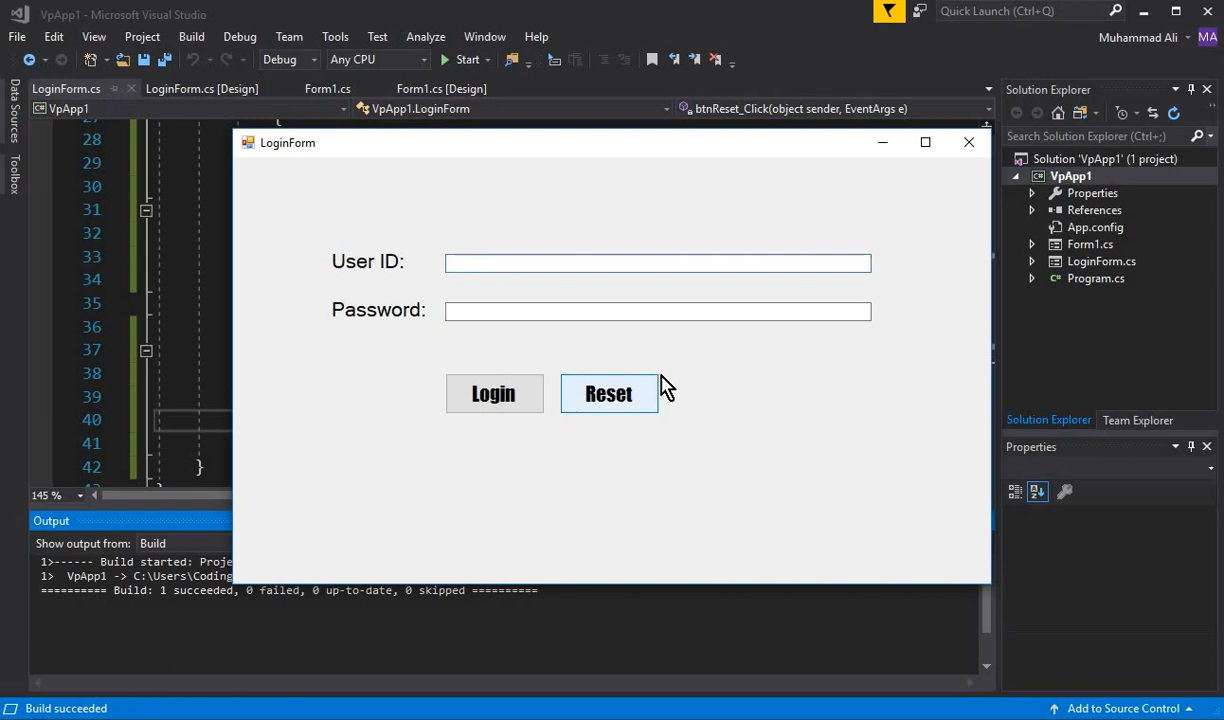 VpApp1 - Microsoft Visual Studio
Quick Launch (Ctrl+Q)
File Edit View Project Build Debug Team Tools Test Analyze Window Help
Muhammad Ali MA
Debug Any CPU Start
LoginForm.cs LoginForm.cs [Design] Form1.cs Form1.cs [Design]
VpApp1 VpApp1.LoginForm btnReset_Click(object sender, EventArgs e)
Data Sources
Toolbox
28
29
30
31
32
33
34
35
36
37
38
39
40
41
42 }
145 %
LoginForm
User ID:
Password:
Login Reset
Output
Show output from: Build
1>------ Build started: Proje
1> VpApp1 -> C:\Users\Coding
========== Build: 1 succeeded, 0 failed, 0 up-to-date, 0 skipped ==========
Solution Explorer
Search Solution Explorer (Ctrl+;)
Solution 'VpApp1' (1 project)
VpApp1
Properties
References
App.config
Form1.cs
LoginForm.cs
Program.cs
Solution Explorer Team Explorer
Properties
Build succeeded
Add to Source Control